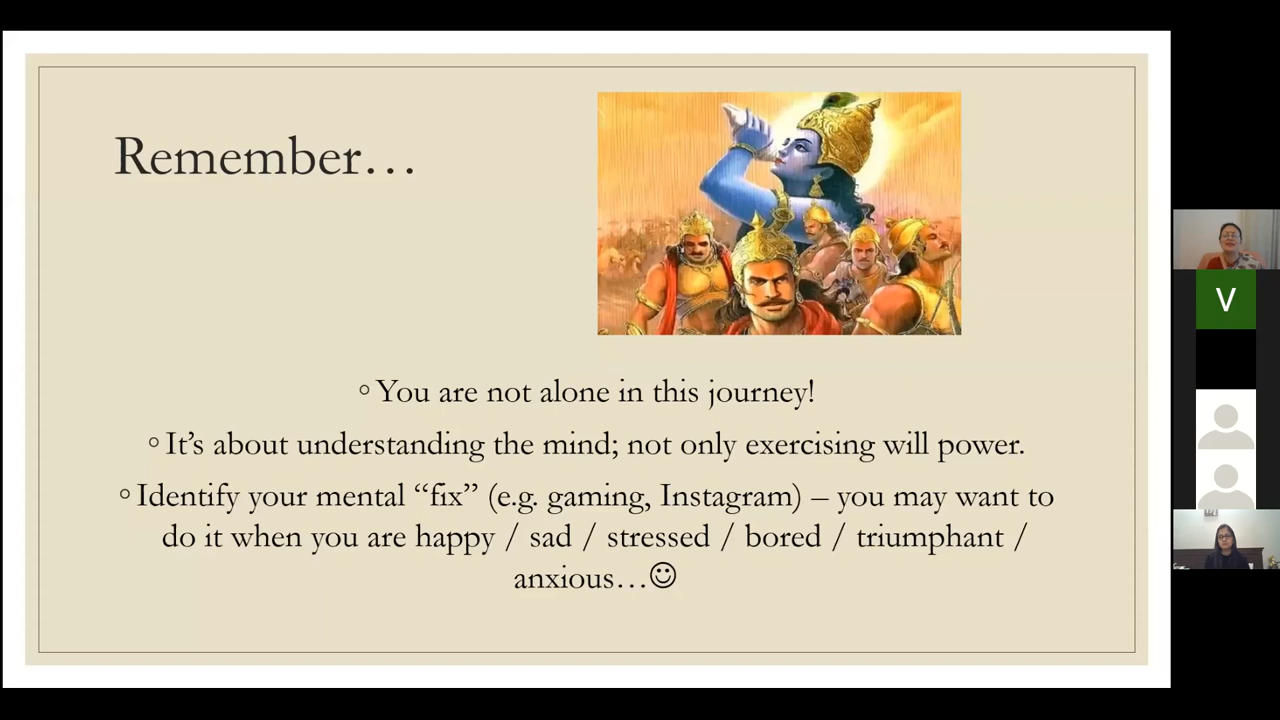 Remember…
◦ You are not alone in this journey!
◦ It’s about understanding the mind; not only exercising will power.
◦ Identify your mental “fix” (e.g. gaming, Instagram) – you may want to
do it when you are happy / sad / stressed / bored / triumphant /
anxious…☺
V